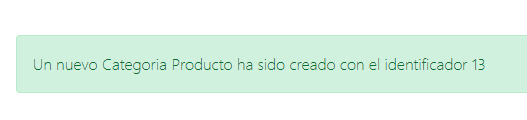 Un nuevo Categoria Producto ha sido creado con el identificador 13